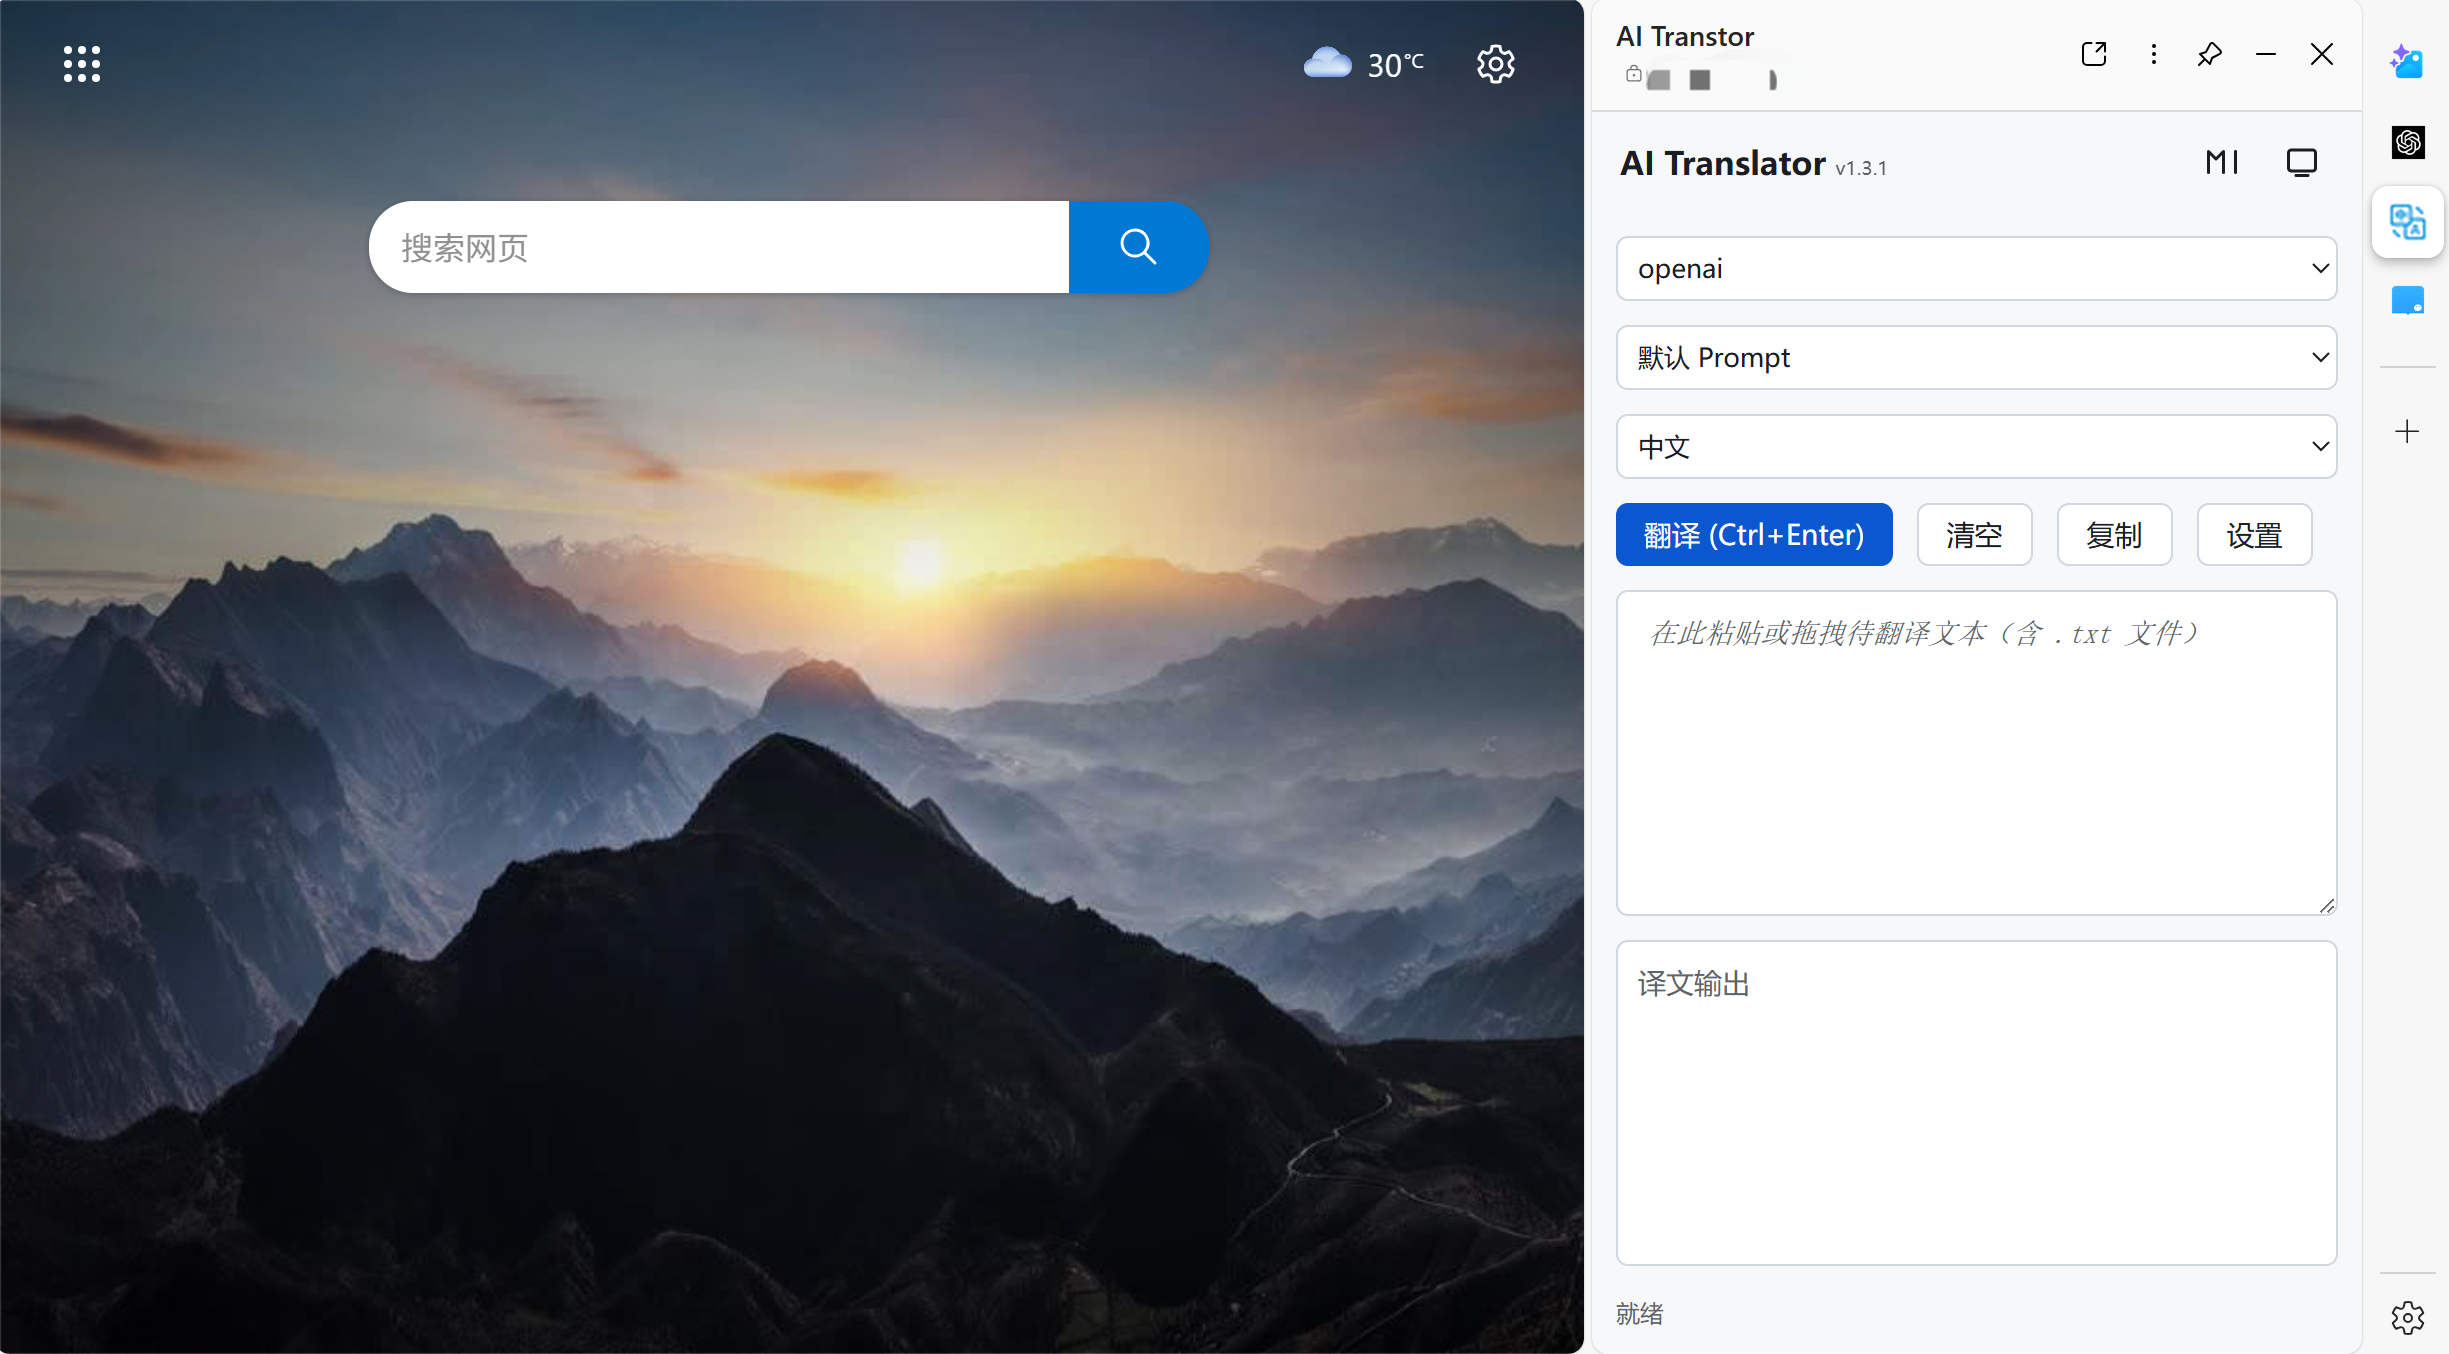 30℃
搜索网页
AI Transtor
AI Translator v1.3.1
openai
默认 Prompt
中文
翻译 (Ctrl+Enter)
清空
复制
设置
在此粘贴或拖拽待翻译文本（含 .txt 文件）
译文输出
就绪